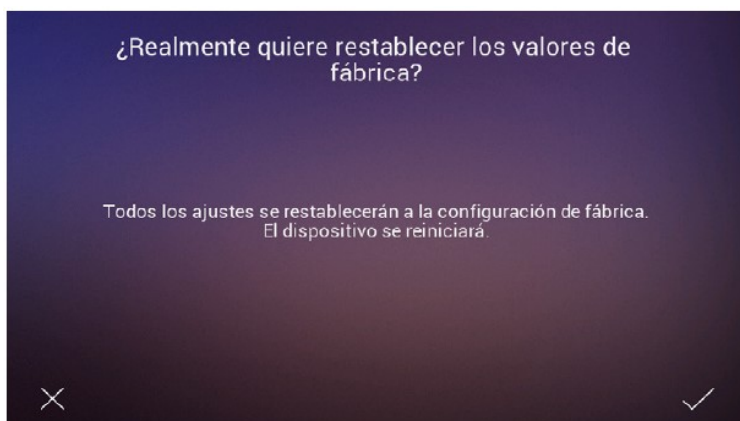 ¿Realmente quiere restablecer los valores de
fábrica?
Todos los ajustes se restablecerán a la configuración de fábrica.
El dispositivo se reiniciará.